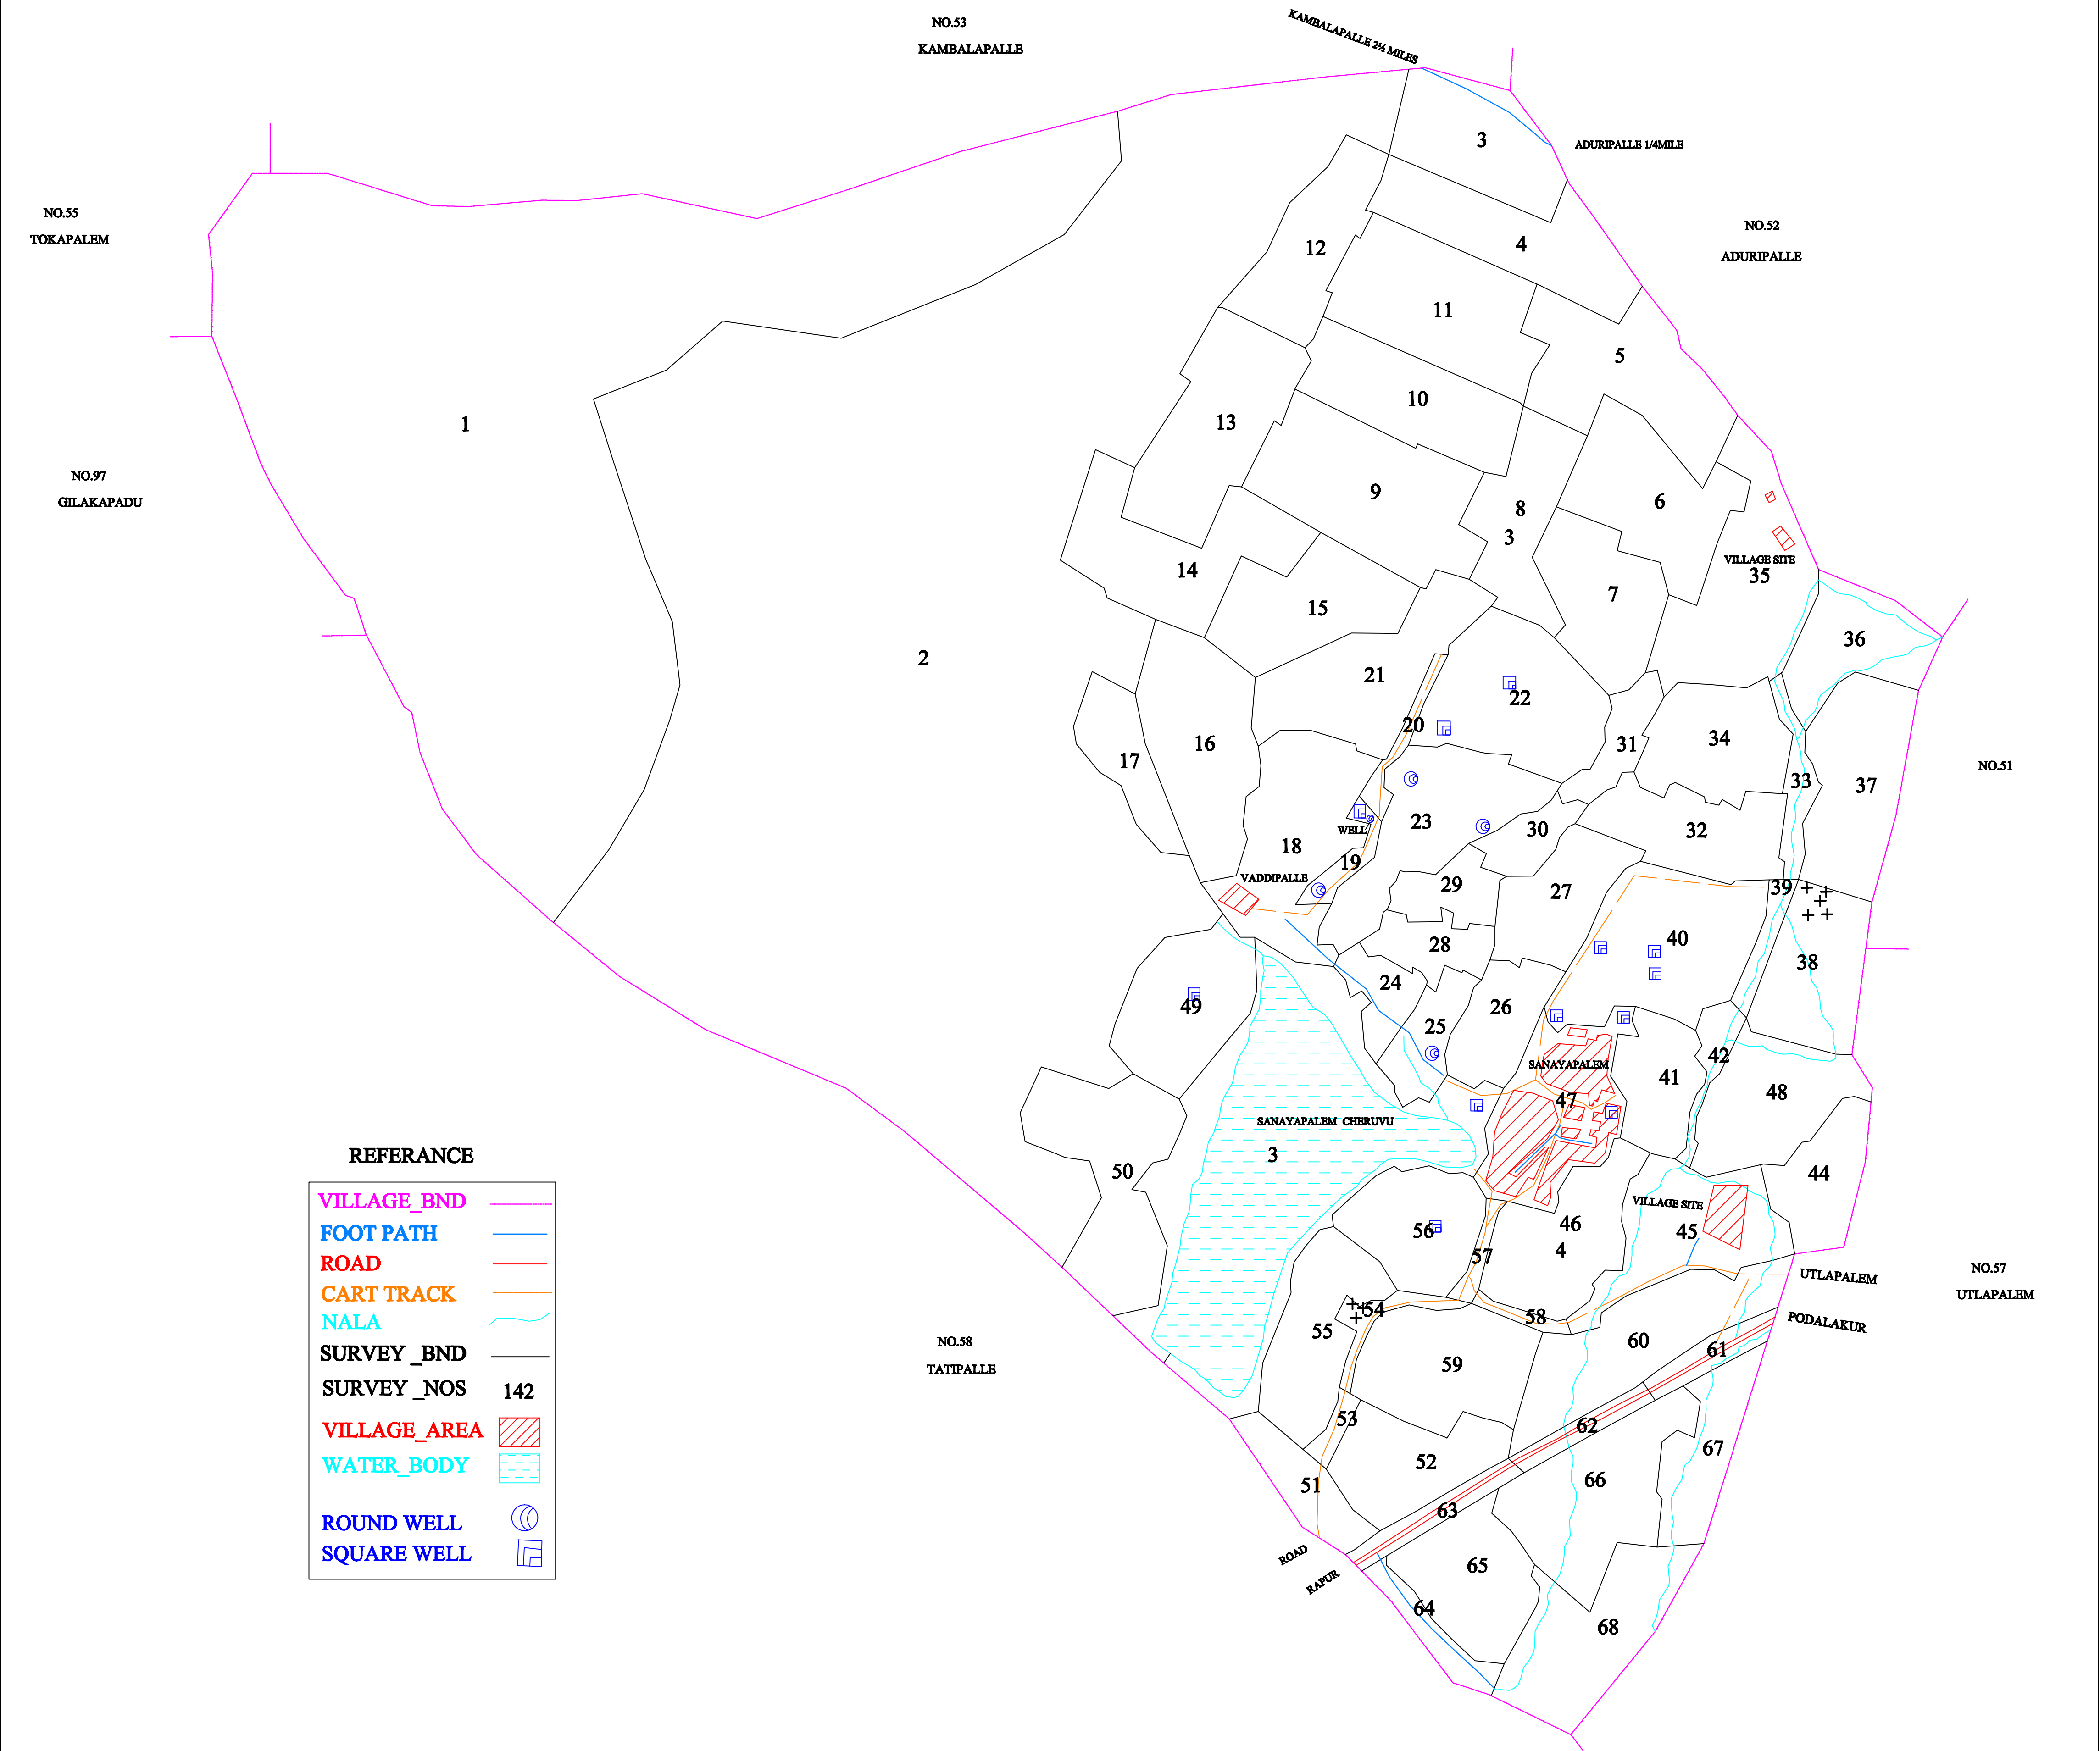 NO.53
KAMBALAPALLE
KAMBALAPALLE 2½ MILES
3
ADURIPALLE 1/4MILE
NO.55
TOKAPALEM
NO.52
ADURIPALLE
12
4
11
5
1
10
13
NO.97
GILAKAPADU
9
8
3
6
VILLAGE SITE
35
14
15
7
36
2
21
22
20
16
17
31
34
33
37
NO.51
23
WELL
30
32
18
19
VADDIPALLE
29
27
39
28
40
38
24
49
26
25
42
SANAYAPALEM
41
48
47
SANAYAPALEM CHERUVU
3
50
44
VILLAGE SITE
45
46
4
56
57
UTLAPALEM
NO.57
UTLAPALEM
54
58
PODALAKUR
55
60
61
59
NO.58
TATIPALLE
53
62
67
52
66
51
63
ROAD
RAPUR
65
64
68
REFERANCE
VILLAGE_BND
FOOT PATH
ROAD
CART TRACK
NALA
SURVEY _BND
SURVEY _NOS 142
VILLAGE_AREA
WATER_BODY
ROUND WELL
SQUARE WELL